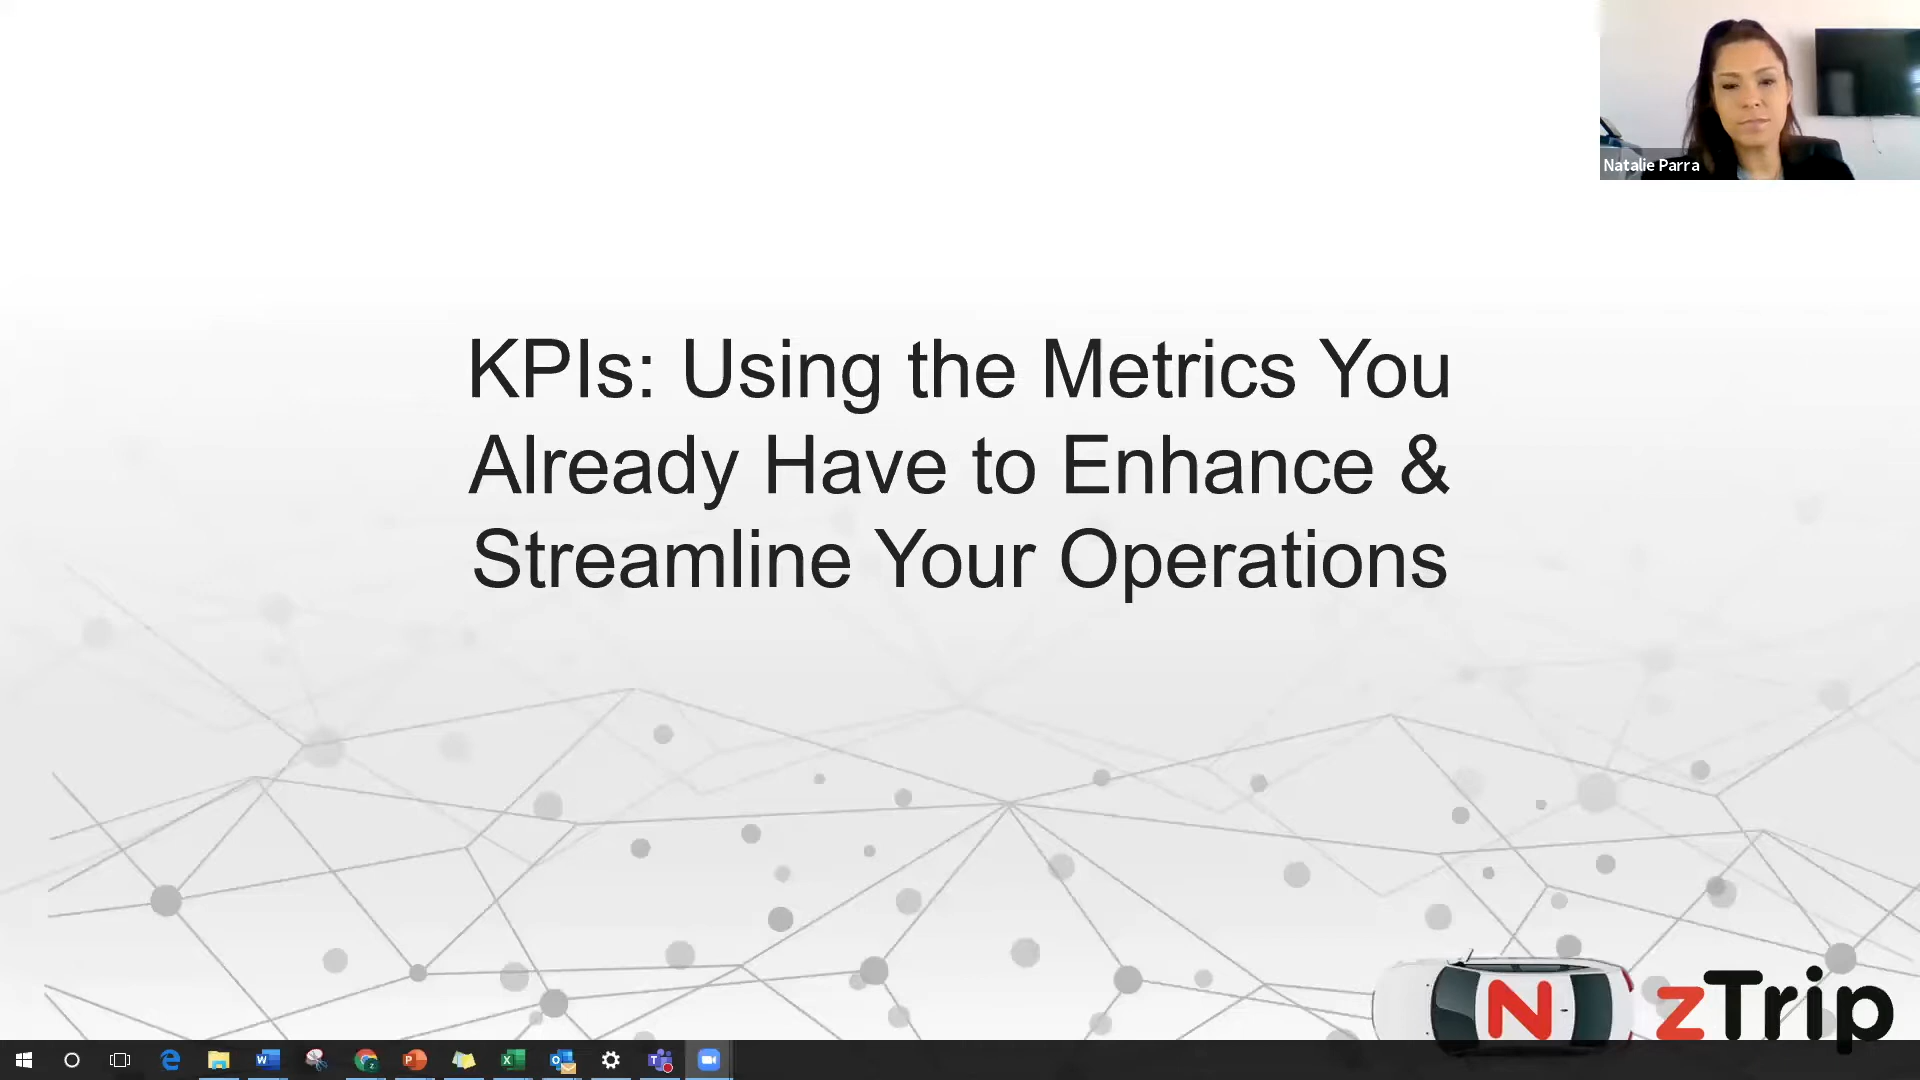 Natalie Parra
KPIs: Using the Metrics You
Already Have to Enhance &
Streamline Your Operations
N
zTrip